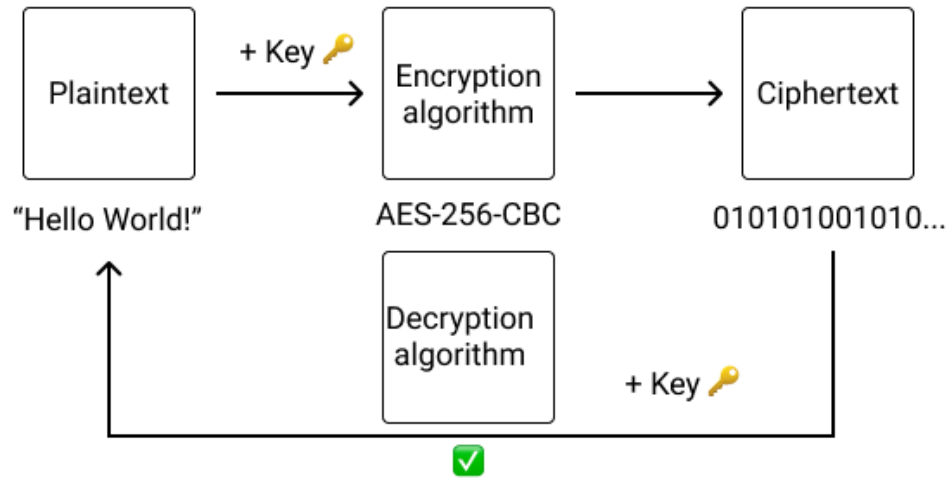 + Key 🔑
Plaintext
Encryption
algorithm
Ciphertext
“Hello World!”
AES-256-CBC
010101001010...
Decryption
algorithm
+ Key 🔑